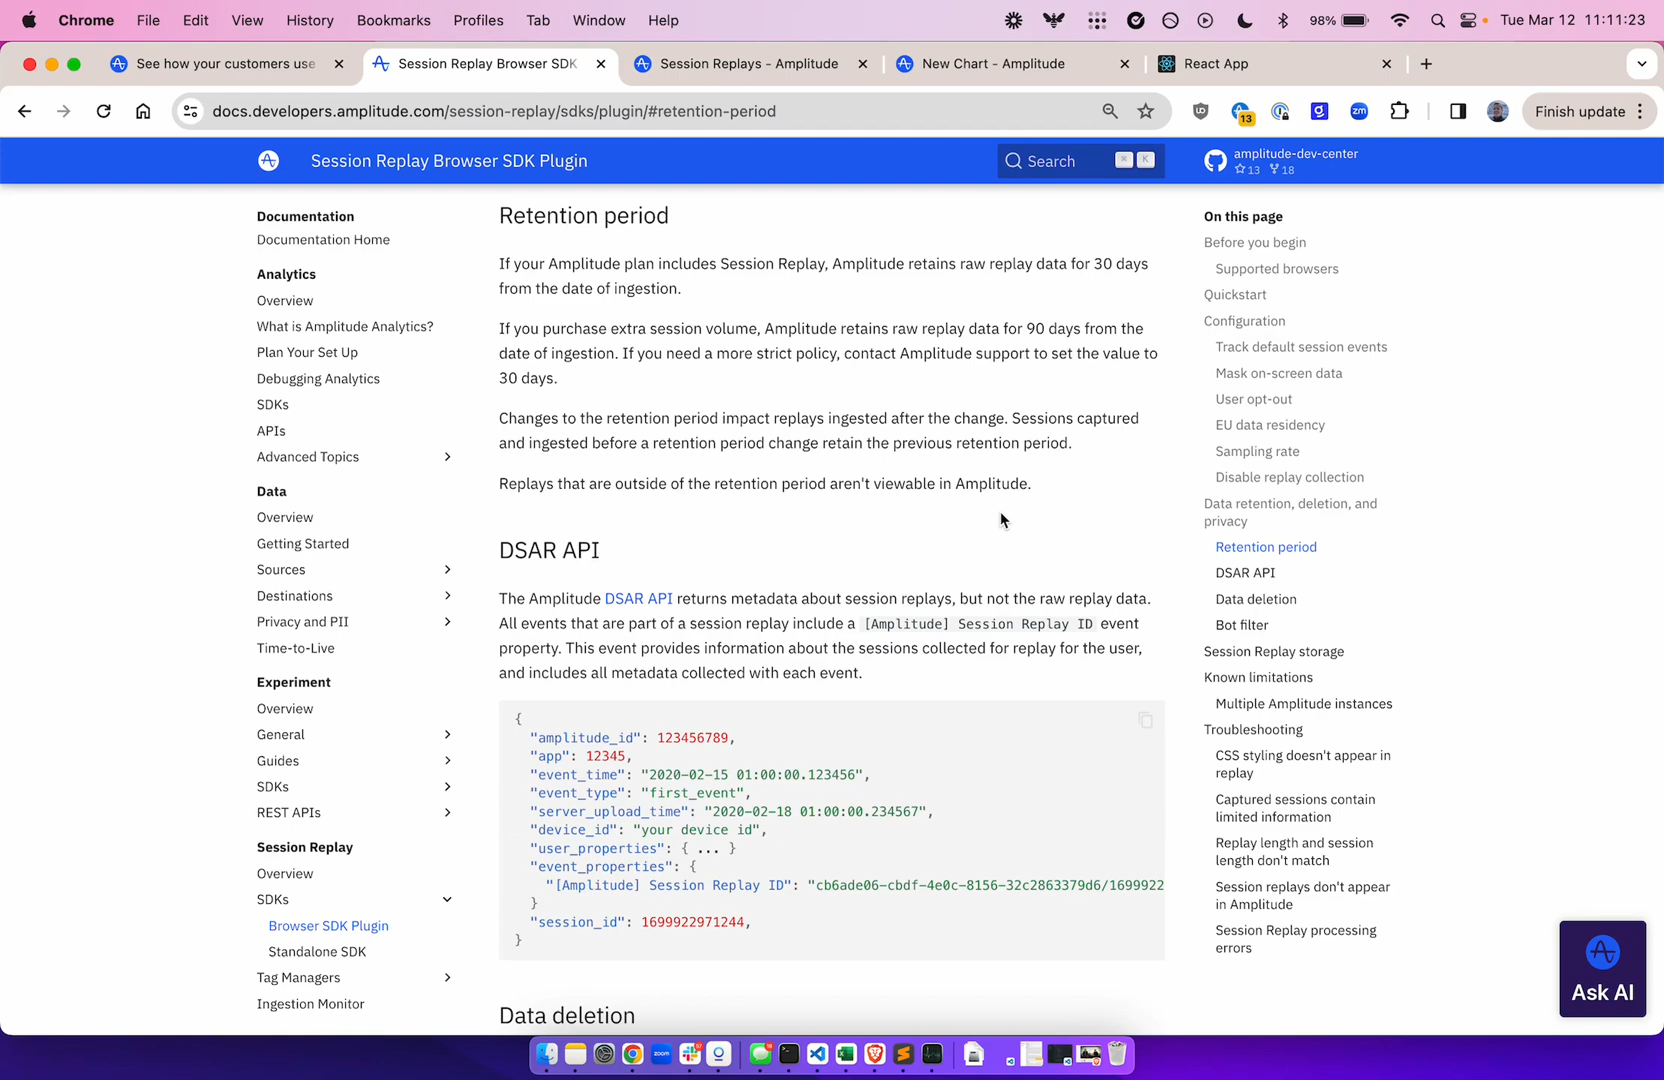 Chrome File Edit View History Bookmarks Profiles Tab Window Help 98% Tue Mar 12 11:11:23
See how your customers use
Session Replay Browser SDK
Session Replays - Amplitude
New Chart - Amplitude
React App
docs.developers.amplitude.com/session-replay/sdks/plugin/#retention-period
13
zm
Finish update
Session Replay Browser SDK Plugin
Search
⌘ K
amplitude-dev-center
13 18
Documentation
Documentation Home
Analytics
Overview
What is Amplitude Analytics?
Plan Your Set Up
Debugging Analytics
SDKs
APIs
Advanced Topics
Data
Overview
Getting Started
Sources
Destinations
Privacy and PII
Time-to-Live
Experiment
Overview
General
Guides
SDKs
REST APIs
Session Replay
Overview
SDKs
Browser SDK Plugin
Standalone SDK
Tag Managers
Ingestion Monitor
Retention period
If your Amplitude plan includes Session Replay, Amplitude retains raw replay data for 30 days
from the date of ingestion.
If you purchase extra session volume, Amplitude retains raw replay data for 90 days from the
date of ingestion. If you need a more strict policy, contact Amplitude support to set the value to
30 days.
Changes to the retention period impact replays ingested after the change. Sessions captured
and ingested before a retention period change retain the previous retention period.
Replays that are outside of the retention period aren't viewable in Amplitude.
DSAR API
The Amplitude DSAR API returns metadata about session replays, but not the raw replay data.
All events that are part of a session replay include a [Amplitude] Session Replay ID event
property. This event provides information about the sessions collected for replay for the user,
and includes all metadata collected with each event.
{
"amplitude_id": 123456789,
"app": 12345,
"event_time": "2020-02-15 01:00:00.123456",
"event_type": "first_event",
"server_upload_time": "2020-02-18 01:00:00.234567",
"device_id": "your device id",
"user_properties": { ... }
"event_properties": {
"[Amplitude] Session Replay ID": "cb6ade06-cbdf-4e0c-8156-32c2863379d6/1699922
}
"session_id": 1699922971244,
}
Data deletion
On this page
Before you begin
Supported browsers
Quickstart
Configuration
Track default session events
Mask on-screen data
User opt-out
EU data residency
Sampling rate
Disable replay collection
Data retention, deletion, and
privacy
Retention period
DSAR API
Data deletion
Bot filter
Session Replay storage
Known limitations
Multiple Amplitude instances
Troubleshooting
CSS styling doesn't appear in
replay
Captured sessions contain
limited information
Replay length and session
length don't match
Session replays don't appear
in Amplitude
Session Replay processing
errors
Ask AI
zoom